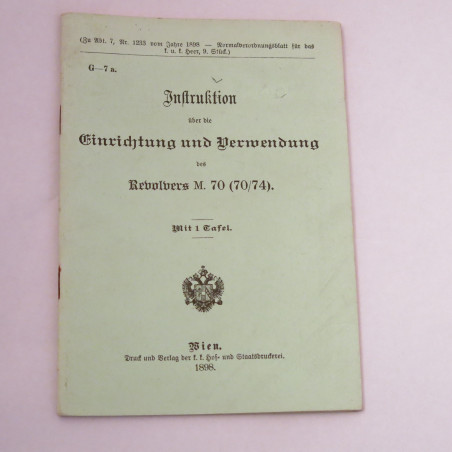 (Zu Abt. 7, Nr. 1233 vom Jahre 1898 — Normalverordnungsblatt für das
k. u. k. Heer, 9. Stück.)
G—7 a.
Instruktion
über die
Einrichtung und Verwendung
des
Revolvers M. 70 (70/74).
Mit 1 Tafel.
Wien.
Druck und Verlag der k. k. Hof- und Staatsdruckerei.
1898.